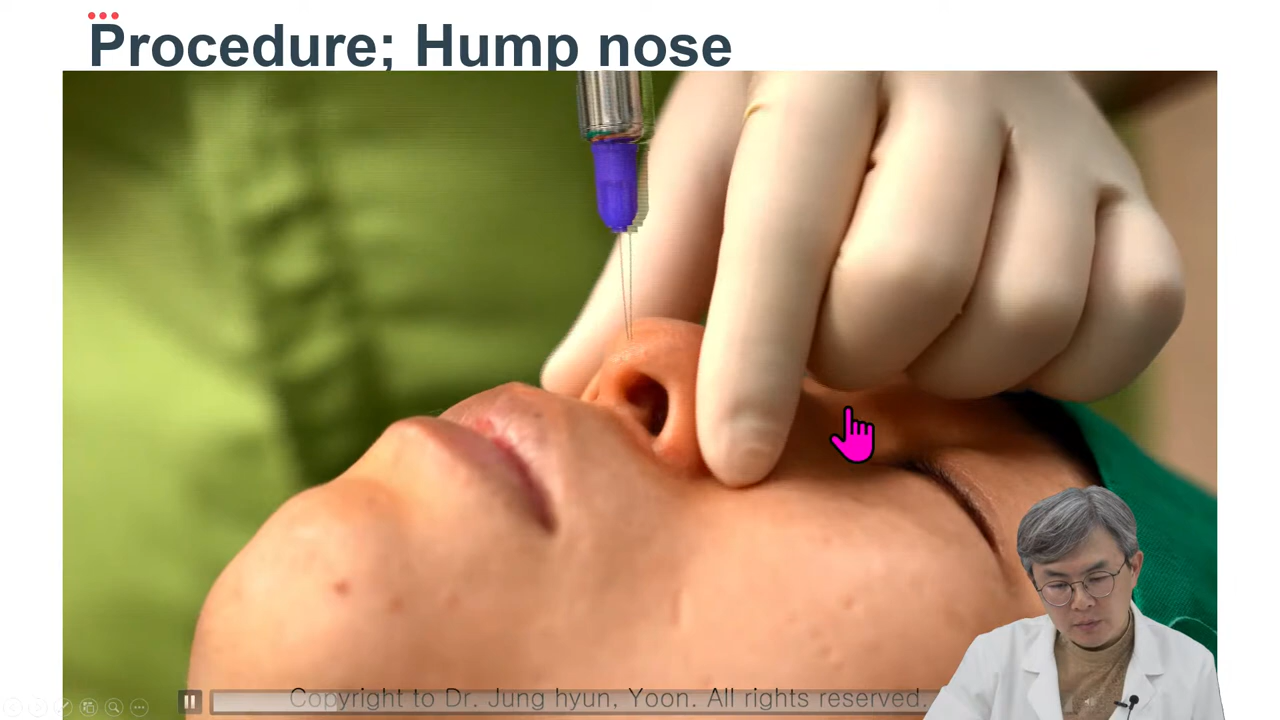 Procedure; Hump nose
Copyright to Dr. Jung hyun, Yoon. All rights reserved.